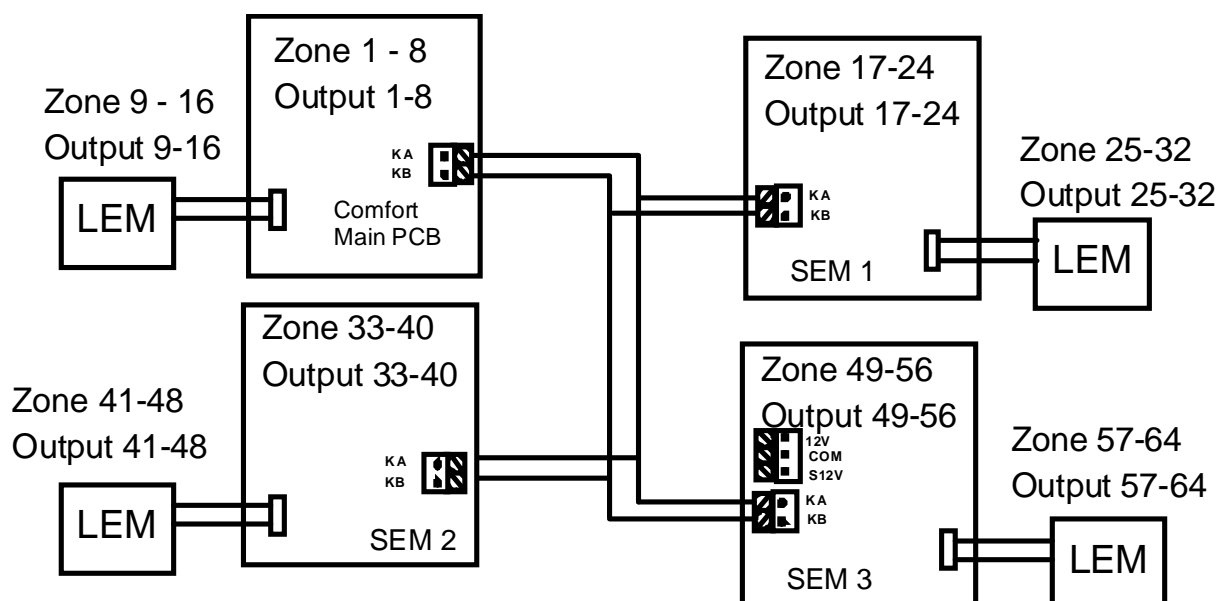 Zone 9 - 16
Output 9-16
LEM
Zone 1 - 8
Output 1-8
KA
KB
Comfort
Main PCB
Zone 17-24
Output 17-24
KA
KB
SEM 1
Zone 25-32
Output 25-32
LEM
Zone 41-48
Output 41-48
LEM
Zone 33-40
Output 33-40
KA
KB
SEM 2
Zone 49-56
Output 49-56
12V
COM
S12V
KA
KB
SEM 3
Zone 57-64
Output 57-64
LEM